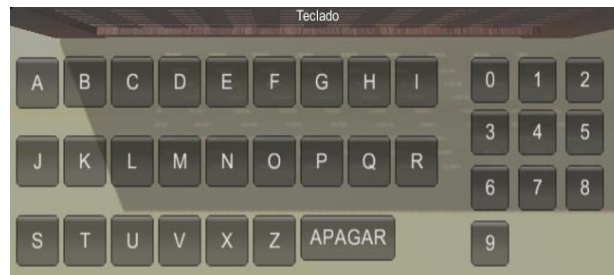 Teclado
A B C D E F G H I 0 1 2
J K L M N O P Q R 3 4 5
6 7 8
S T U V X Z APAGAR 9